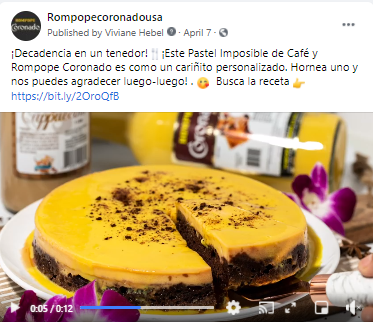 Rompopecoronadousa
Published by Viviane Hebel · April 7 ·
¡Decadencia en un tenedor!🍴¡Este Pastel Imposible de Café y
Rompope Coronado es como un cariñito personalizado. Hornea uno y
nos puedes agradecer luego-luego! . 😋 Busca la receta 👉
https://bit.ly/2OroQfB
Coronado
0:05 / 0:12